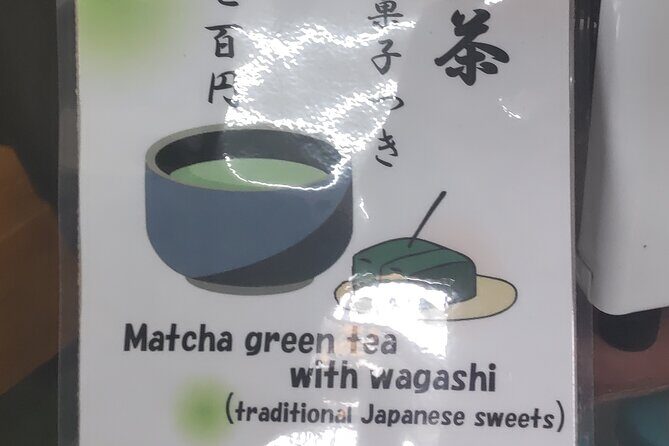 茶
菓子つき
百円
Matcha green tea
with wagashi
(traditional Japanese sweets)